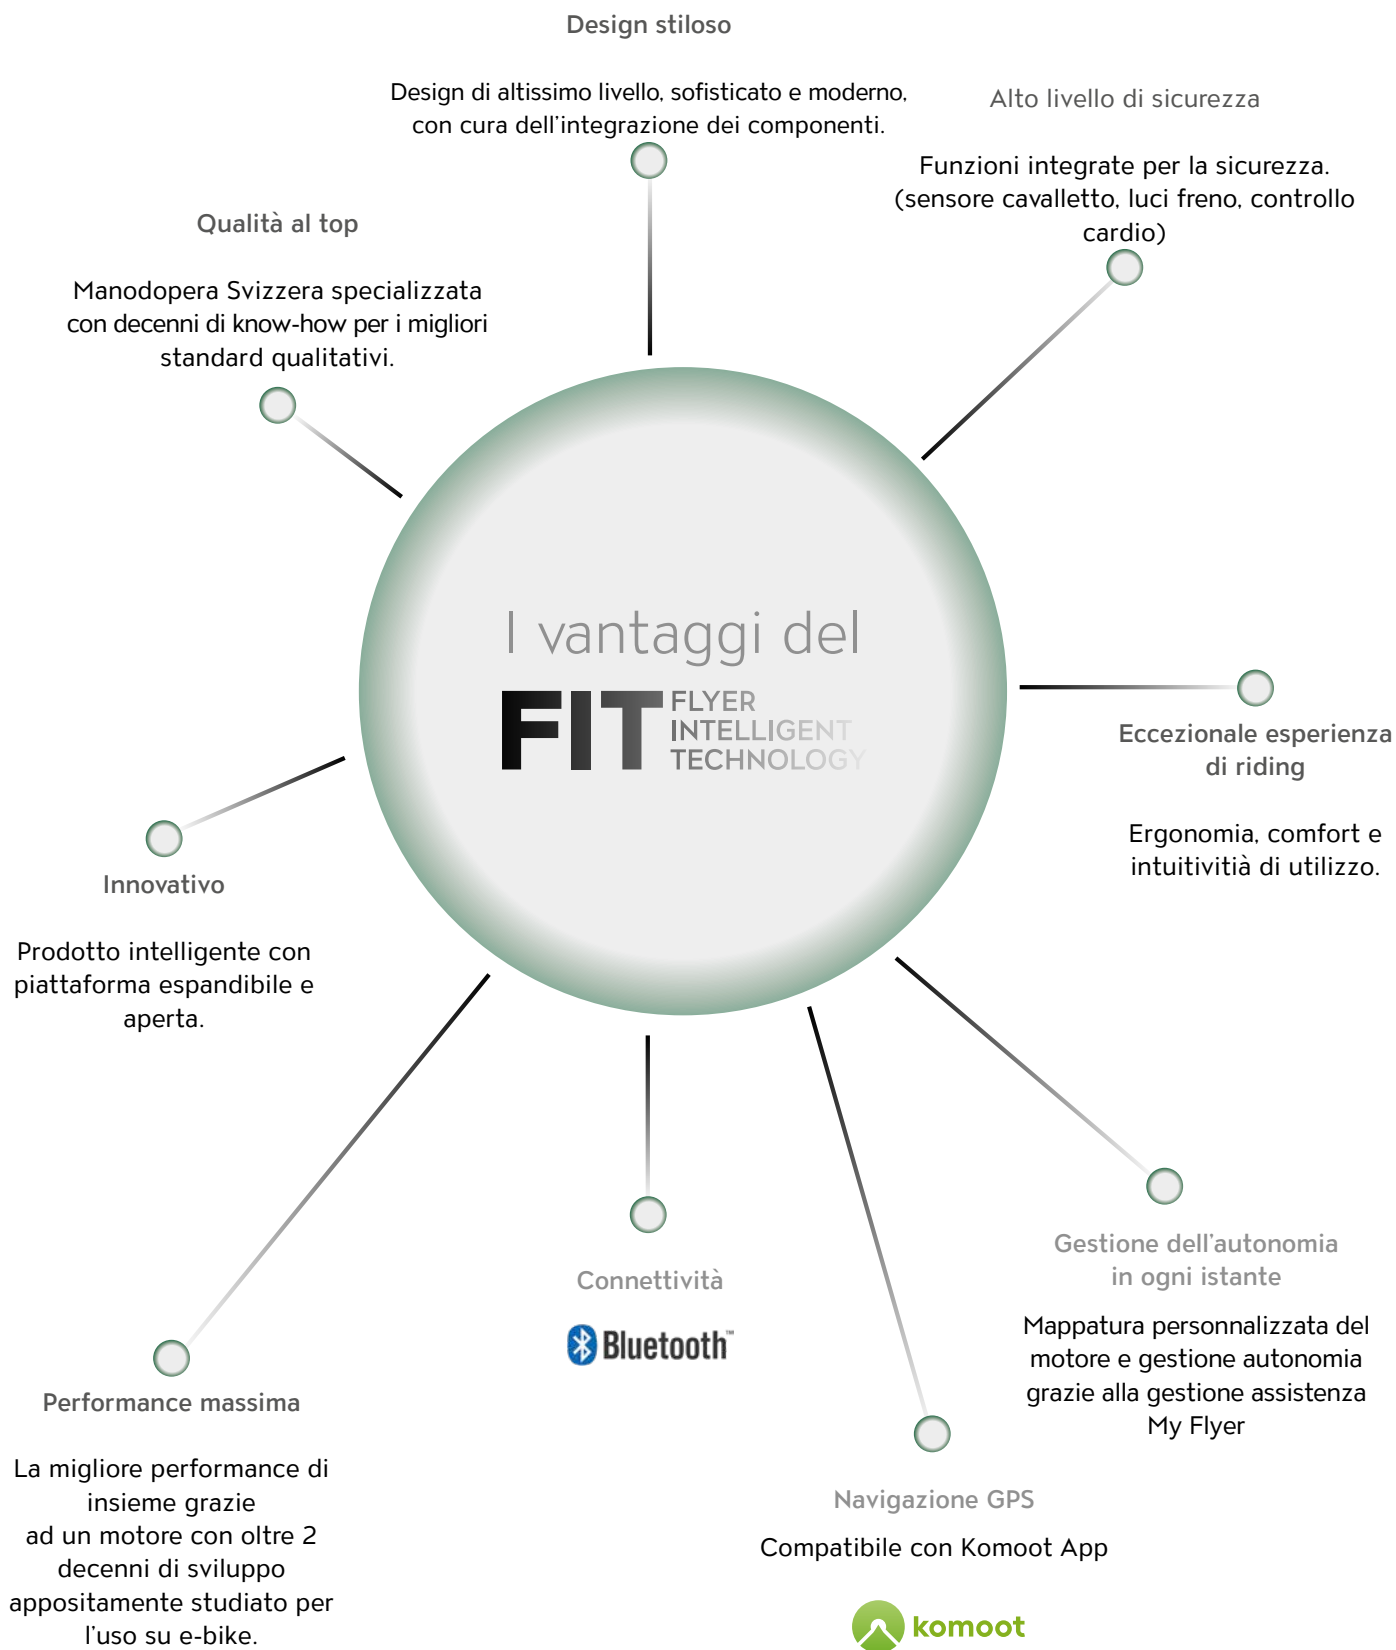 Design stiloso
Design di altissimo livello, sofisticato e moderno,
con cura dell'integrazione dei componenti.
Alto livello di sicurezza
Funzioni integrate per la sicurezza.
(sensore cavalletto, luci freno, controllo
cardio)
Qualità al top
Manodopera Svizzera specializzata
con decenni di know-how per i migliori
standard qualitativi.
I vantaggi del
FIT FLYER
INTELLIGENT
TECHNOLOGY
Eccezionale esperienza
di riding
Ergonomia, comfort e
intuitivitià di utilizzo.
Innovativo
Prodotto intelligente con
piattaforma espandibile e
aperta.
Gestione dell'autonomia
in ogni istante
Mappatura personnalizzata del
motore e gestione autonomia
grazie alla gestione assistenza
My Flyer
Connettività
Bluetooth™
Performance massima
La migliore performance di
insieme grazie
ad un motore con oltre 2
decenni di sviluppo
appositamente studiato per
l'uso su e-bike.
Navigazione GPS
Compatibile con Komoot App
komoot